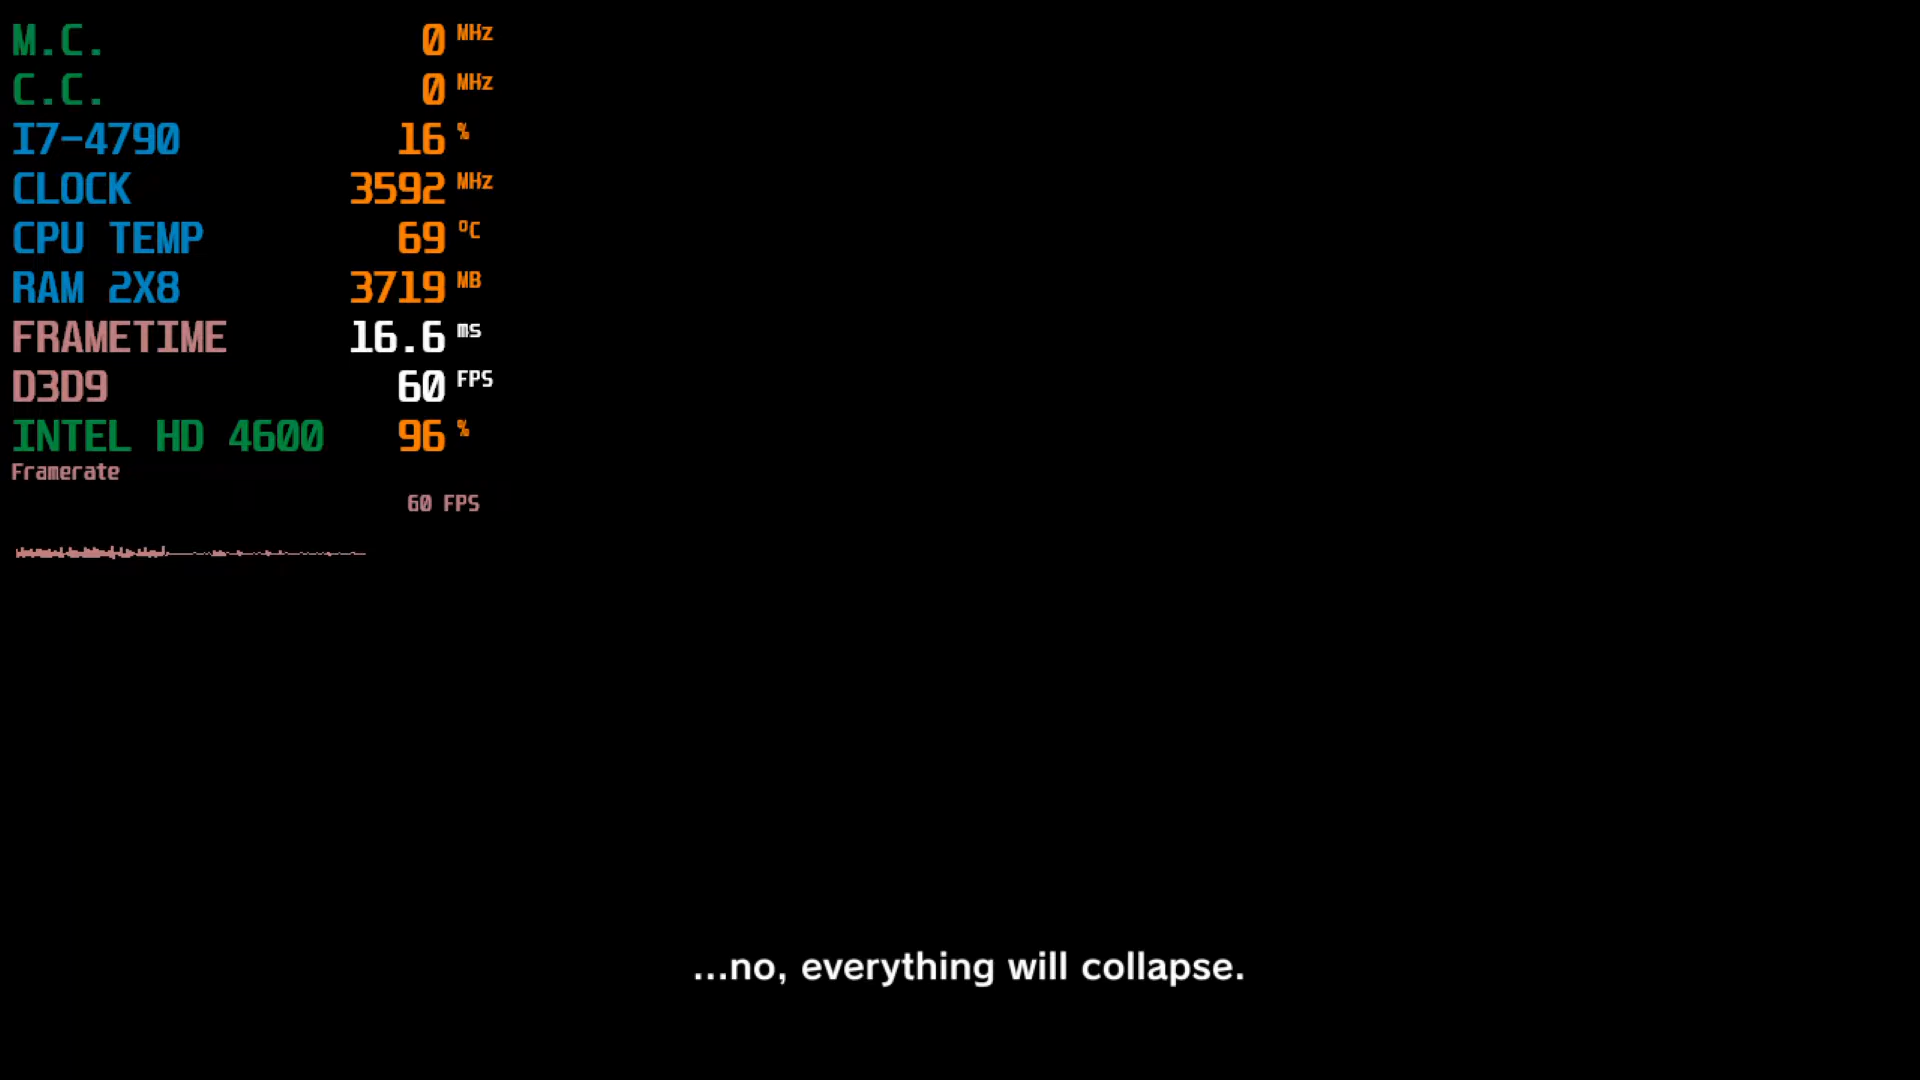 M.C. 0 MHz
C.C. 0 MHz
I7-4790 16 %
CLOCK 3592 MHz
CPU TEMP 69 °C
RAM 2X8 3719 MB
FRAMETIME 16.6 ms
D3D9 60 FPS
INTEL HD 4600 96 %
Framerate
60 FPS
...no, everything will collapse.